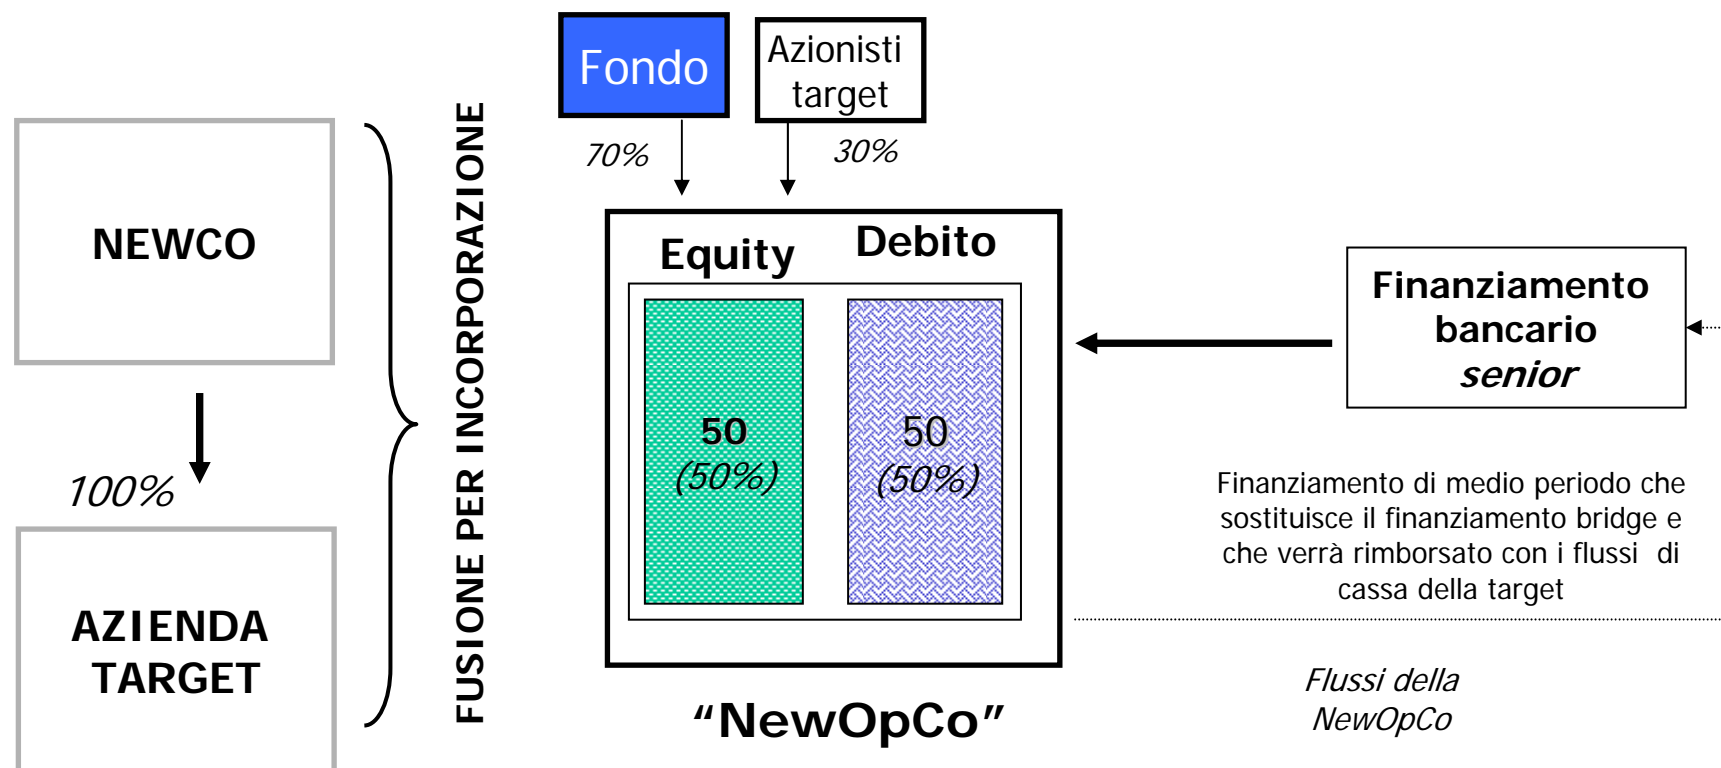 NEWCO
100%
AZIENDA
TARGET
FUSIONE PER INCORPORAZIONE
Fondo
Azionisti
target
70%
30%
Equity
Debito
50
(50%)
50
(50%)
“NewOpCo”
Finanziamento
bancario
senior
Finanziamento di medio periodo che
sostituisce il finanziamento bridge e
che verrà rimborsato con i flussi di
cassa della target
Flussi della
NewOpCo